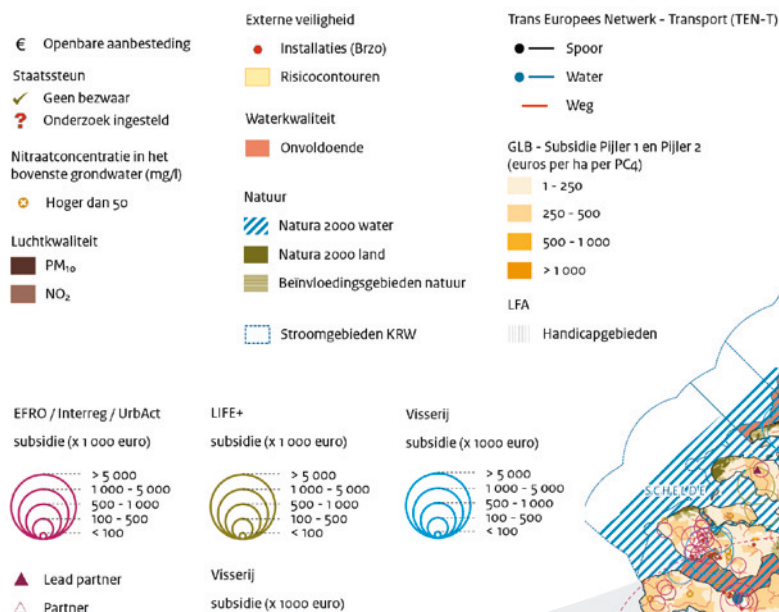 € Openbare aanbesteding
Staatssteun
Geen bezwaar
? Onderzoek ingesteld
Nitraatconcentratie in het
bovenste grondwater (mg/l)
Hoger dan 50
Luchtkwaliteit
PM₁₀
NO₂
Externe veiligheid
Installaties (Brzo)
Risicocontouren
Waterkwaliteit
Onvoldoende
Natuur
Natura 2000 water
Natura 2000 land
Beïnvloedingsgebieden natuur
Stroomgebieden KRW
Trans Europees Netwerk - Transport (TEN-T)
Spoor
Water
Weg
GLB - Subsidie Pijler 1 en Pijler 2
(euros per ha per PC4)
1 - 250
250 - 500
500 - 1 000
> 1 000
LFA
Handicapgebieden
EFRO / Interreg / UrbAct
subsidie (x 1 000 euro)
> 5 000
1 000 - 5 000
500 - 1 000
100 - 500
< 100
Lead partner
Partner
LIFE+
subsidie (x 1 000 euro)
> 5 000
1 000 - 5 000
500 - 1 000
100 - 500
< 100
Visserij
subsidie (x 1000 euro)
Visserij
subsidie (x 1000 euro)
> 5 000
1 000 - 5 000
500 - 1 000
100 - 500
< 100
SCHELDE